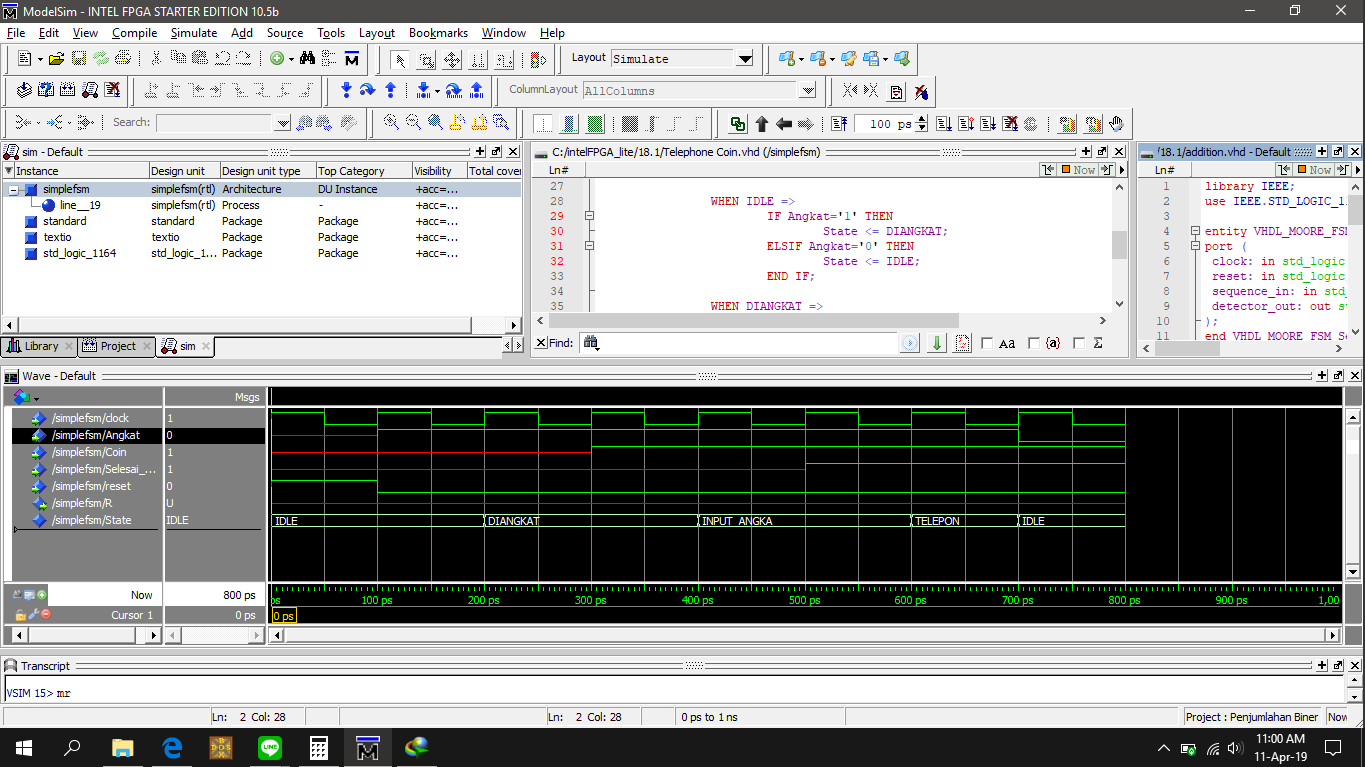 ModelSim - INTEL FPGA STARTER EDITION 10.5b
File Edit View Compile Simulate Add Source Tools Layout Bookmarks Window Help
Layout Simulate
ColumnLayout AllColumns
Search:
100 ps
sim - Default
Instance Design unit Design unit type Top Category Visibility Total cover
simplefsm simplefsm(rtl) Architecture DU Instance +acc=...
line__19 simplefsm(rtl) Process - +acc=...
standard standard Package Package +acc=...
textio textio Package Package +acc=...
std_logic_1164 std_logic_1... Package Package +acc=...
Library Project sim
C:/intelFPGA_lite/18.1/Telephone Coin.vhd (/simplefsm)
Ln# Now
27
28 WHEN IDLE =>
29 IF Angkat='1' THEN
30 State <= DIANGKAT;
31 ELSIF Angkat='0' THEN
32 State <= IDLE;
33 END IF;
34
35 WHEN DIANGKAT =>
Find: Aa {a} Σ
/18.1/addition.vhd - Default
Ln# Now
1 library IEEE;
2 use IEEE.STD_LOGIC_1
3
4 entity VHDL_MOORE_FSM
5 port (
6 clock: in std_logic
7 reset: in std_logic
8 sequence_in: in std
9 detector_out: out st
10 );
11 end VHDL_MOORE_FSM_Se
Wave - Default
Msgs
/simplefsm/clock 1
/simplefsm/Angkat 0
/simplefsm/Coin 1
/simplefsm/Selesai_... 1
/simplefsm/reset 0
/simplefsm/R U
/simplefsm/State IDLE IDLE DIANGKAT INPUT_ANGKA TELEPON IDLE
Now 800 ps ps 100 ps 200 ps 300 ps 400 ps 500 ps 600 ps 700 ps 800 ps 900 ps 1,00
Cursor 1 0 ps 0 ps
Transcript
VSIM 15> mr
Ln: 2 Col: 28 Ln: 2 Col: 28 0 ps to 1 ns Project : Penjumlahan Biner Now
11:00 AM
11-Apr-19